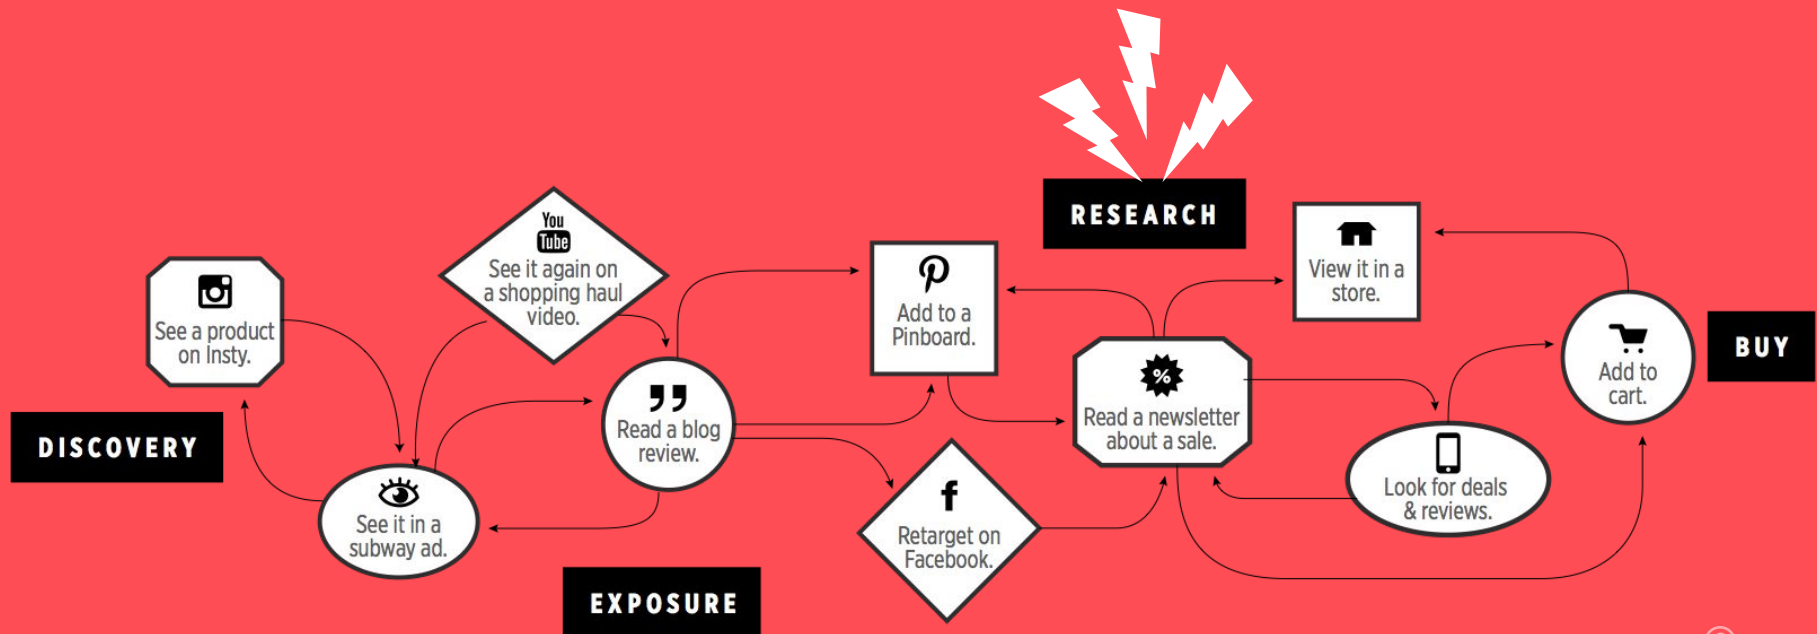 See a product
on Insty.
DISCOVERY
See it in a
subway ad.
You
Tube
See it again on
a shopping haul
video.
Read a blog
review.
EXPOSURE
Add to a
Pinboard.
f
Retarget on
Facebook.
RESEARCH
%
Read a newsletter
about a sale.
View it in a
store.
Look for deals
& reviews.
Add to
cart.
BUY